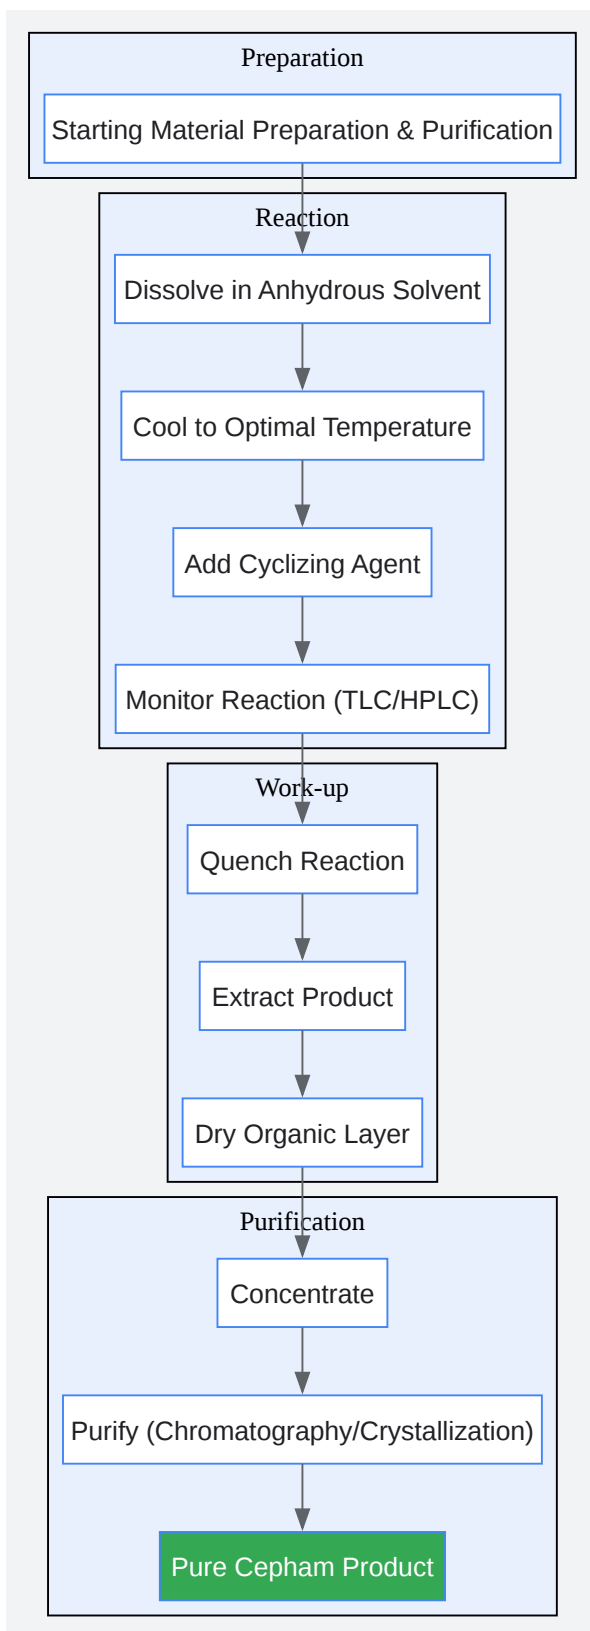 Preparation
Starting Material Preparation & Purification
Reaction
Dissolve in Anhydrous Solvent
Cool to Optimal Temperature
Add Cyclizing Agent
Monitor Reaction (TLC/HPLC)
Work-up
Quench Reaction
Extract Product
Dry Organic Layer
Purification
Concentrate
Purify (Chromatography/Crystallization)
Pure Cepham Product